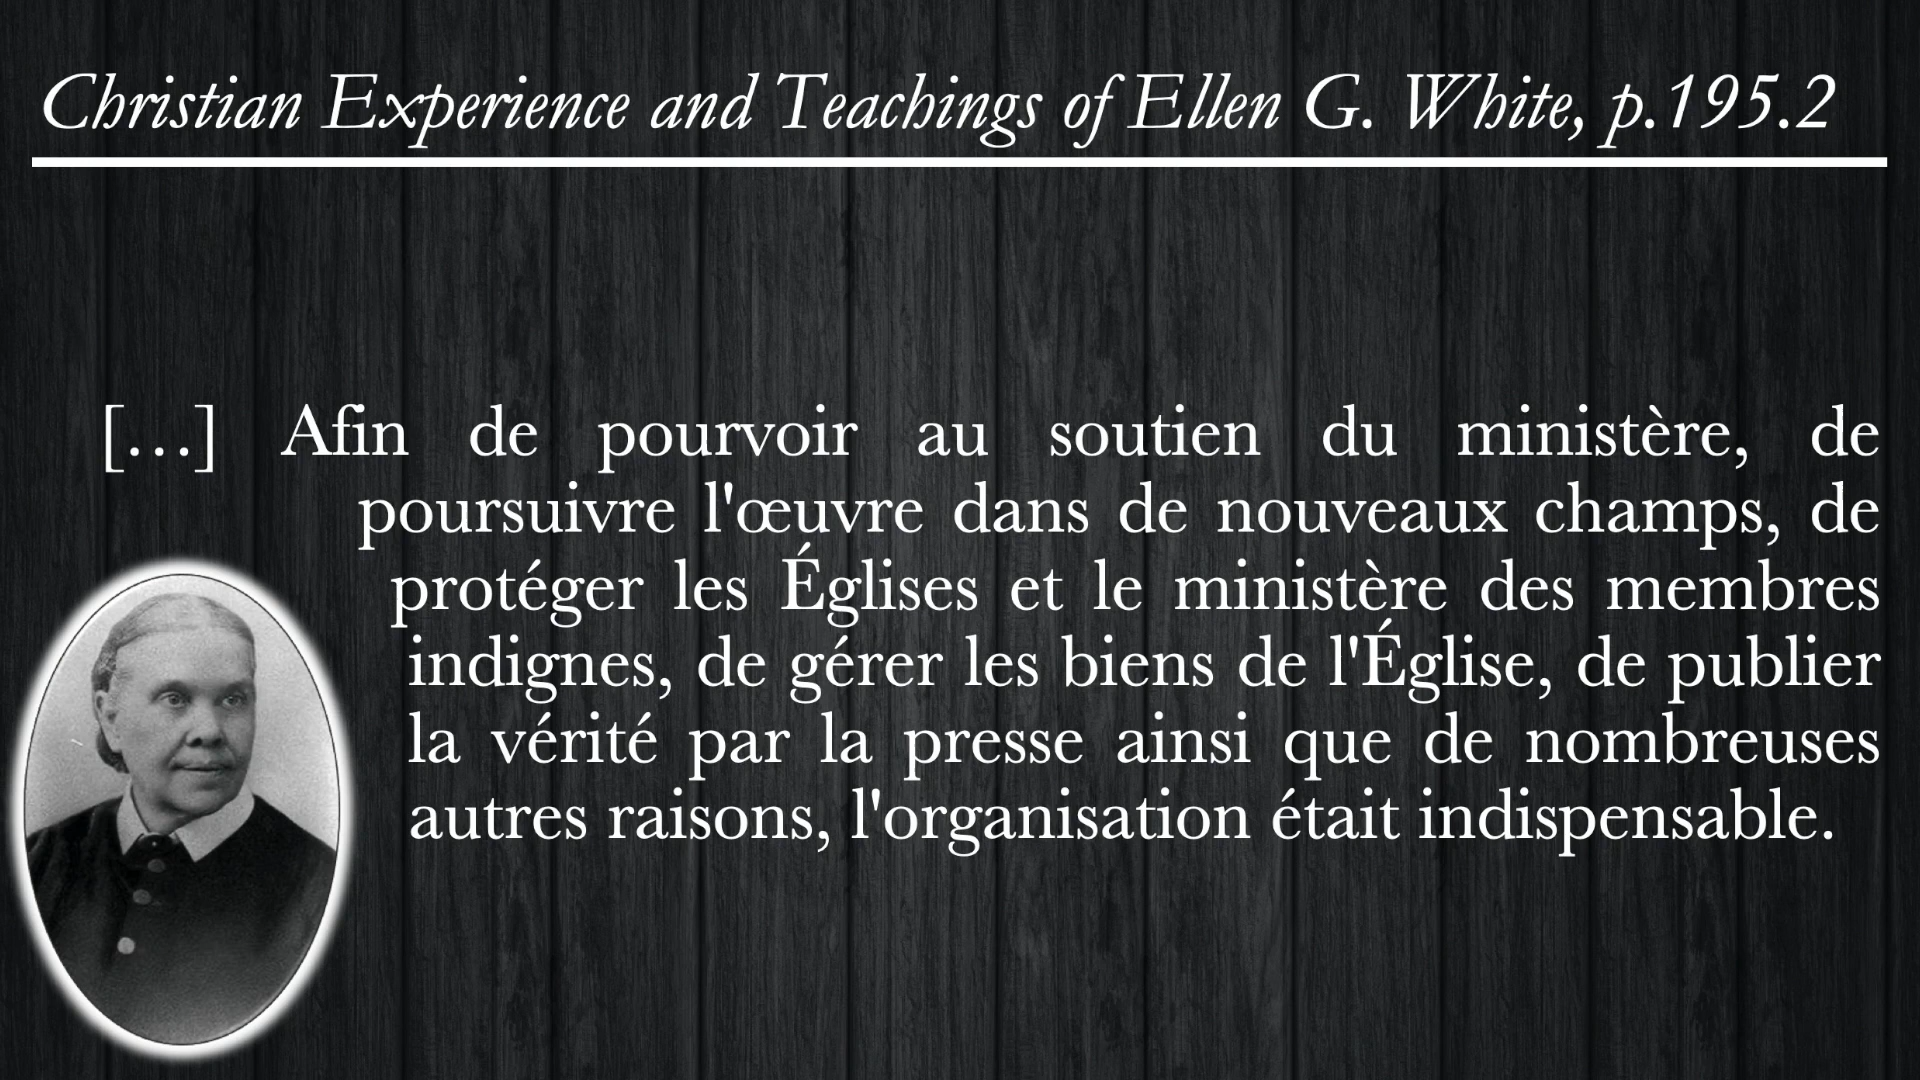 Christian Experience and Teachings of Ellen G. White, p.195.2
[…] Afin de pourvoir au soutien du ministère, de
poursuivre l'œuvre dans de nouveaux champs, de
protéger les Églises et le ministère des membres
indignes, de gérer les biens de l'Église, de publier
la vérité par la presse ainsi que de nombreuses
autres raisons, l'organisation était indispensable.